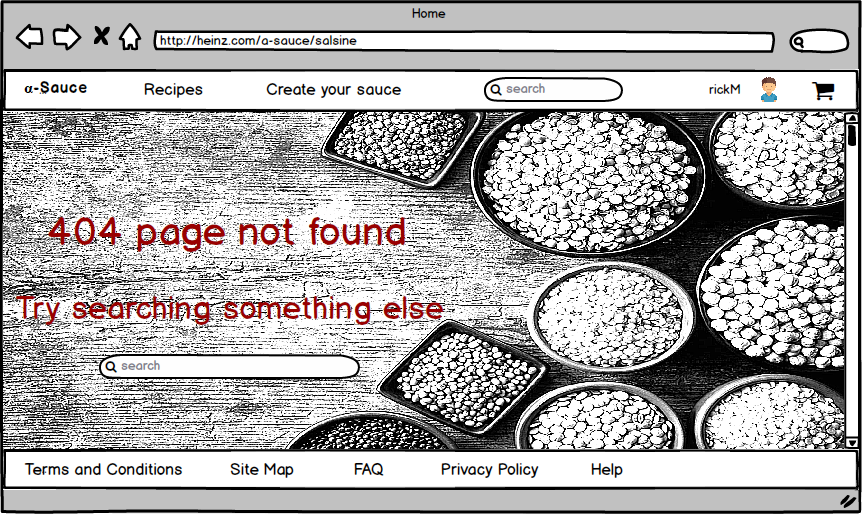 Home
http://heinz.com/a-sauce/salsine
α-Sauce Recipes Create your sauce search rickM
404 page not found
Try searching something else
search
Terms and Conditions Site Map FAQ Privacy Policy Help